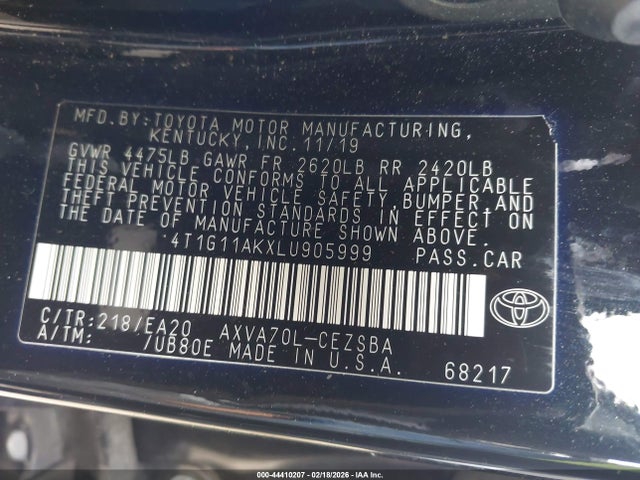 MFD.BY:TOYOTA MOTOR MANUFACTURING,
KENTUCKY, INC. 11/19
GVWR 4475LB GAWR FR 2620LB RR 2420LB
THIS VEHICLE CONFORMS TO ALL APPLICABLE
FEDERAL MOTOR VEHICLE SAFETY, BUMPER, AND
THEFT PREVENTION STANDARDS IN EFFECT ON
THE DATE OF MANUFACTURE SHOWN ABOVE.
4T1G11AKXLU905999 PASS.CAR
C/TR:218/EA20 AXVA70L-CEZSBA
A/TM: /UB80E MADE IN U.S.A.
68217
000-44410207 - 02/18/2026 - IAA Inc.